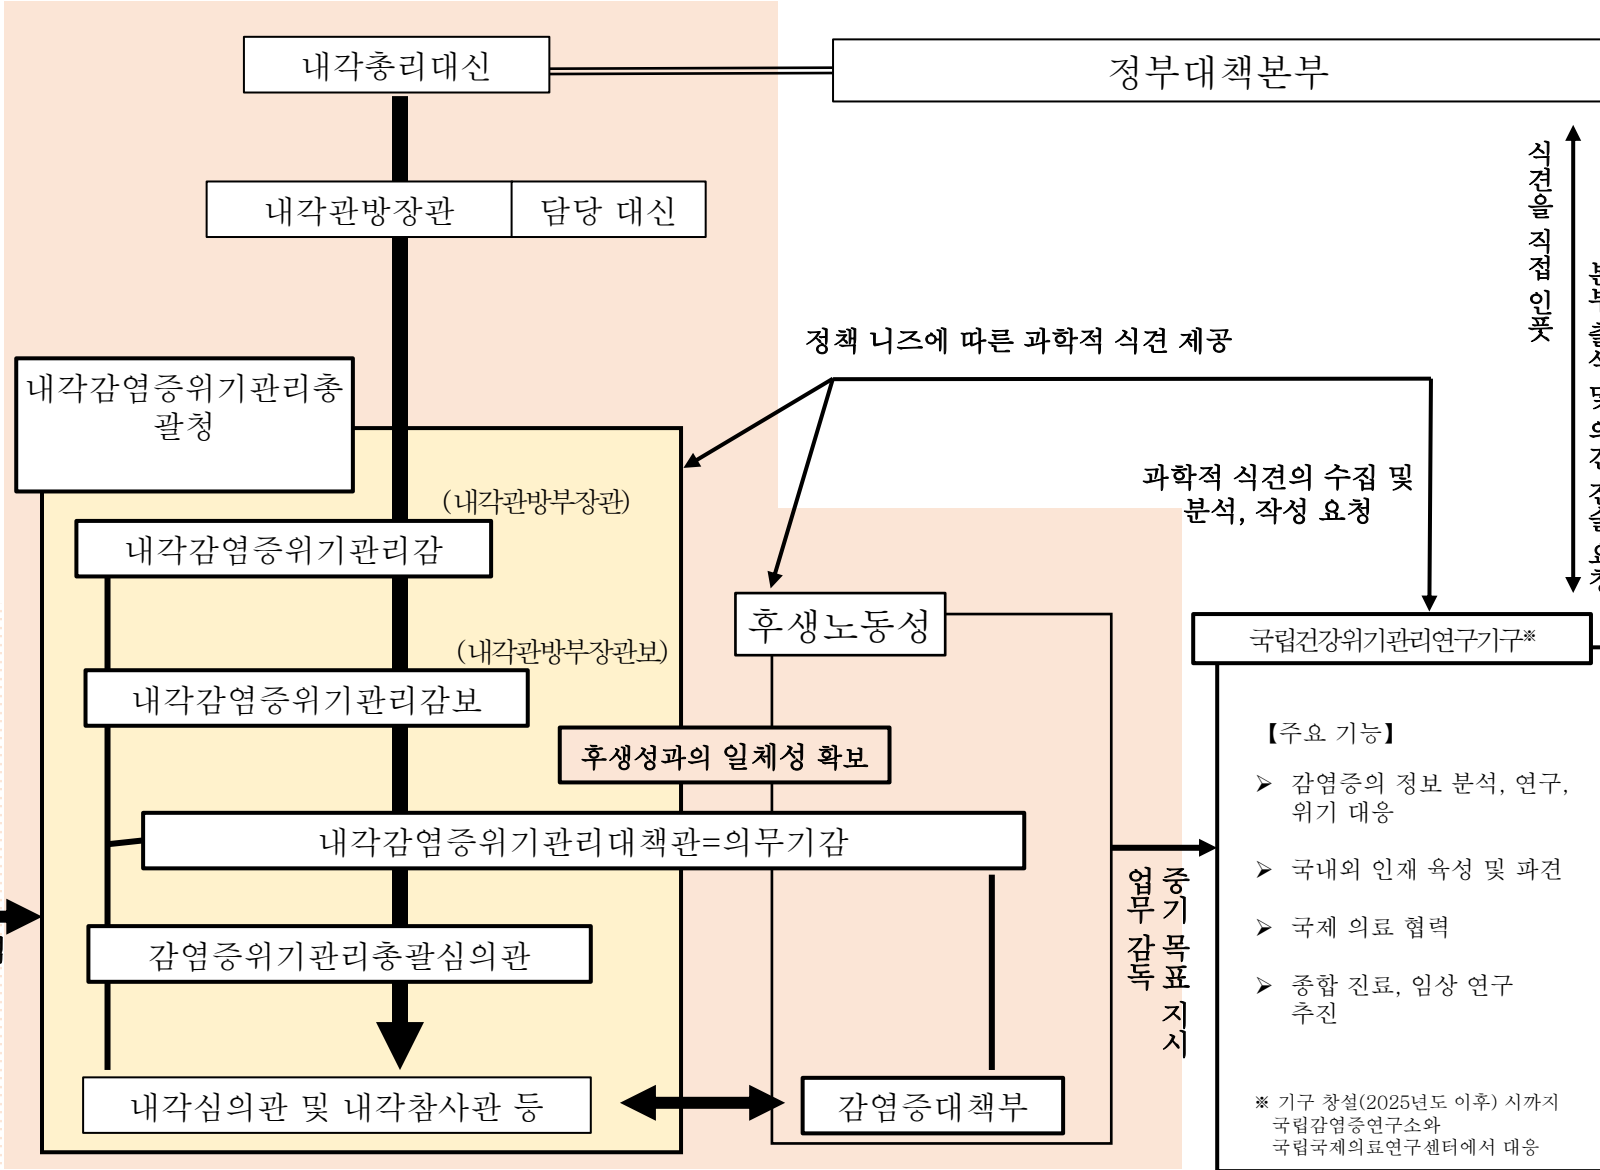 내각총리대신
정부대책본부
내각관방장관
담당 대신
식견을 직접 인풋
정책 니즈에 따른 과학적 식견 제공
내각감염증위기관리총
괄청
과학적 식견의 수집 및
분석, 작성 요청
(내각관방부장관)
내각감염증위기관리감
후생노동성
국립건강위기관리연구기구※
(내각관방부장관보)
내각감염증위기관리감보
후생성과의 일체성 확보
【주요 기능】
➢ 감염증의 정보 분석, 연구,
위기 대응
➢ 국내외 인재 육성 및 파견
➢ 국제 의료 협력
➢ 종합 진료, 임상 연구
추진
내각감염증위기관리대책관=의무기감
중기 목표 지시
업무 감독
감염증위기관리총괄심의관
내각심의관 및 내각참사관 등
감염증대책부
※ 기구 창설(2025년도 이후) 시까지
국립감염증연구소와
국립국제의료연구센터에서 대응